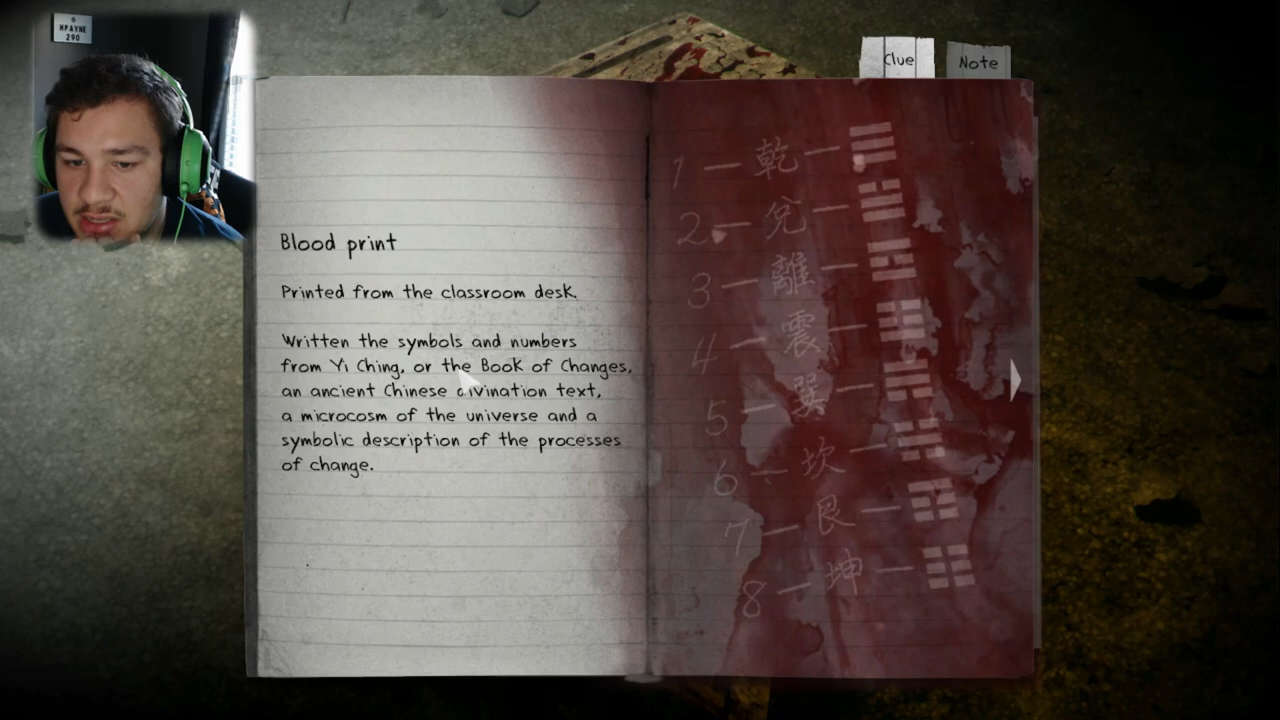 HPAYNE
290
Clue
Note
Blood print
Printed from the classroom desk.
Written the symbols and numbers
from Yi Ching, or the Book of Changes,
an ancient Chinese divination text,
a microcosm of the universe and a
symbolic description of the processes
of change.
1 — 乾 — ☰
2 — 兌 — ☱
3 — 離 — ☲
4 — 震 — ☳
5 — 巽 — ☴
6 — 坎 — ☵
7 — 艮 — ☶
8 — 坤 — ☷